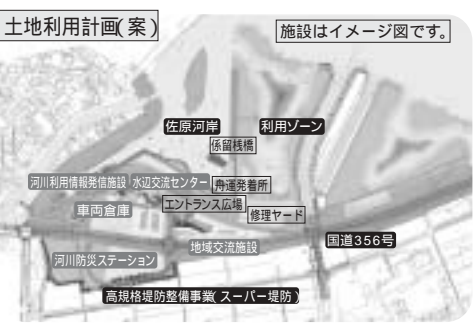 土地利用計画(案)
施設はイメージ図です。
佐原河岸
利用ゾーン
係留桟橋
河川利用情報発信施設
水辺交流センター
舟運発着所
車両倉庫
エントランス広場
修理ヤード
地域交流施設
国道356号
河川防災ステーション
高規格堤防整備事業(スーパー堤防)